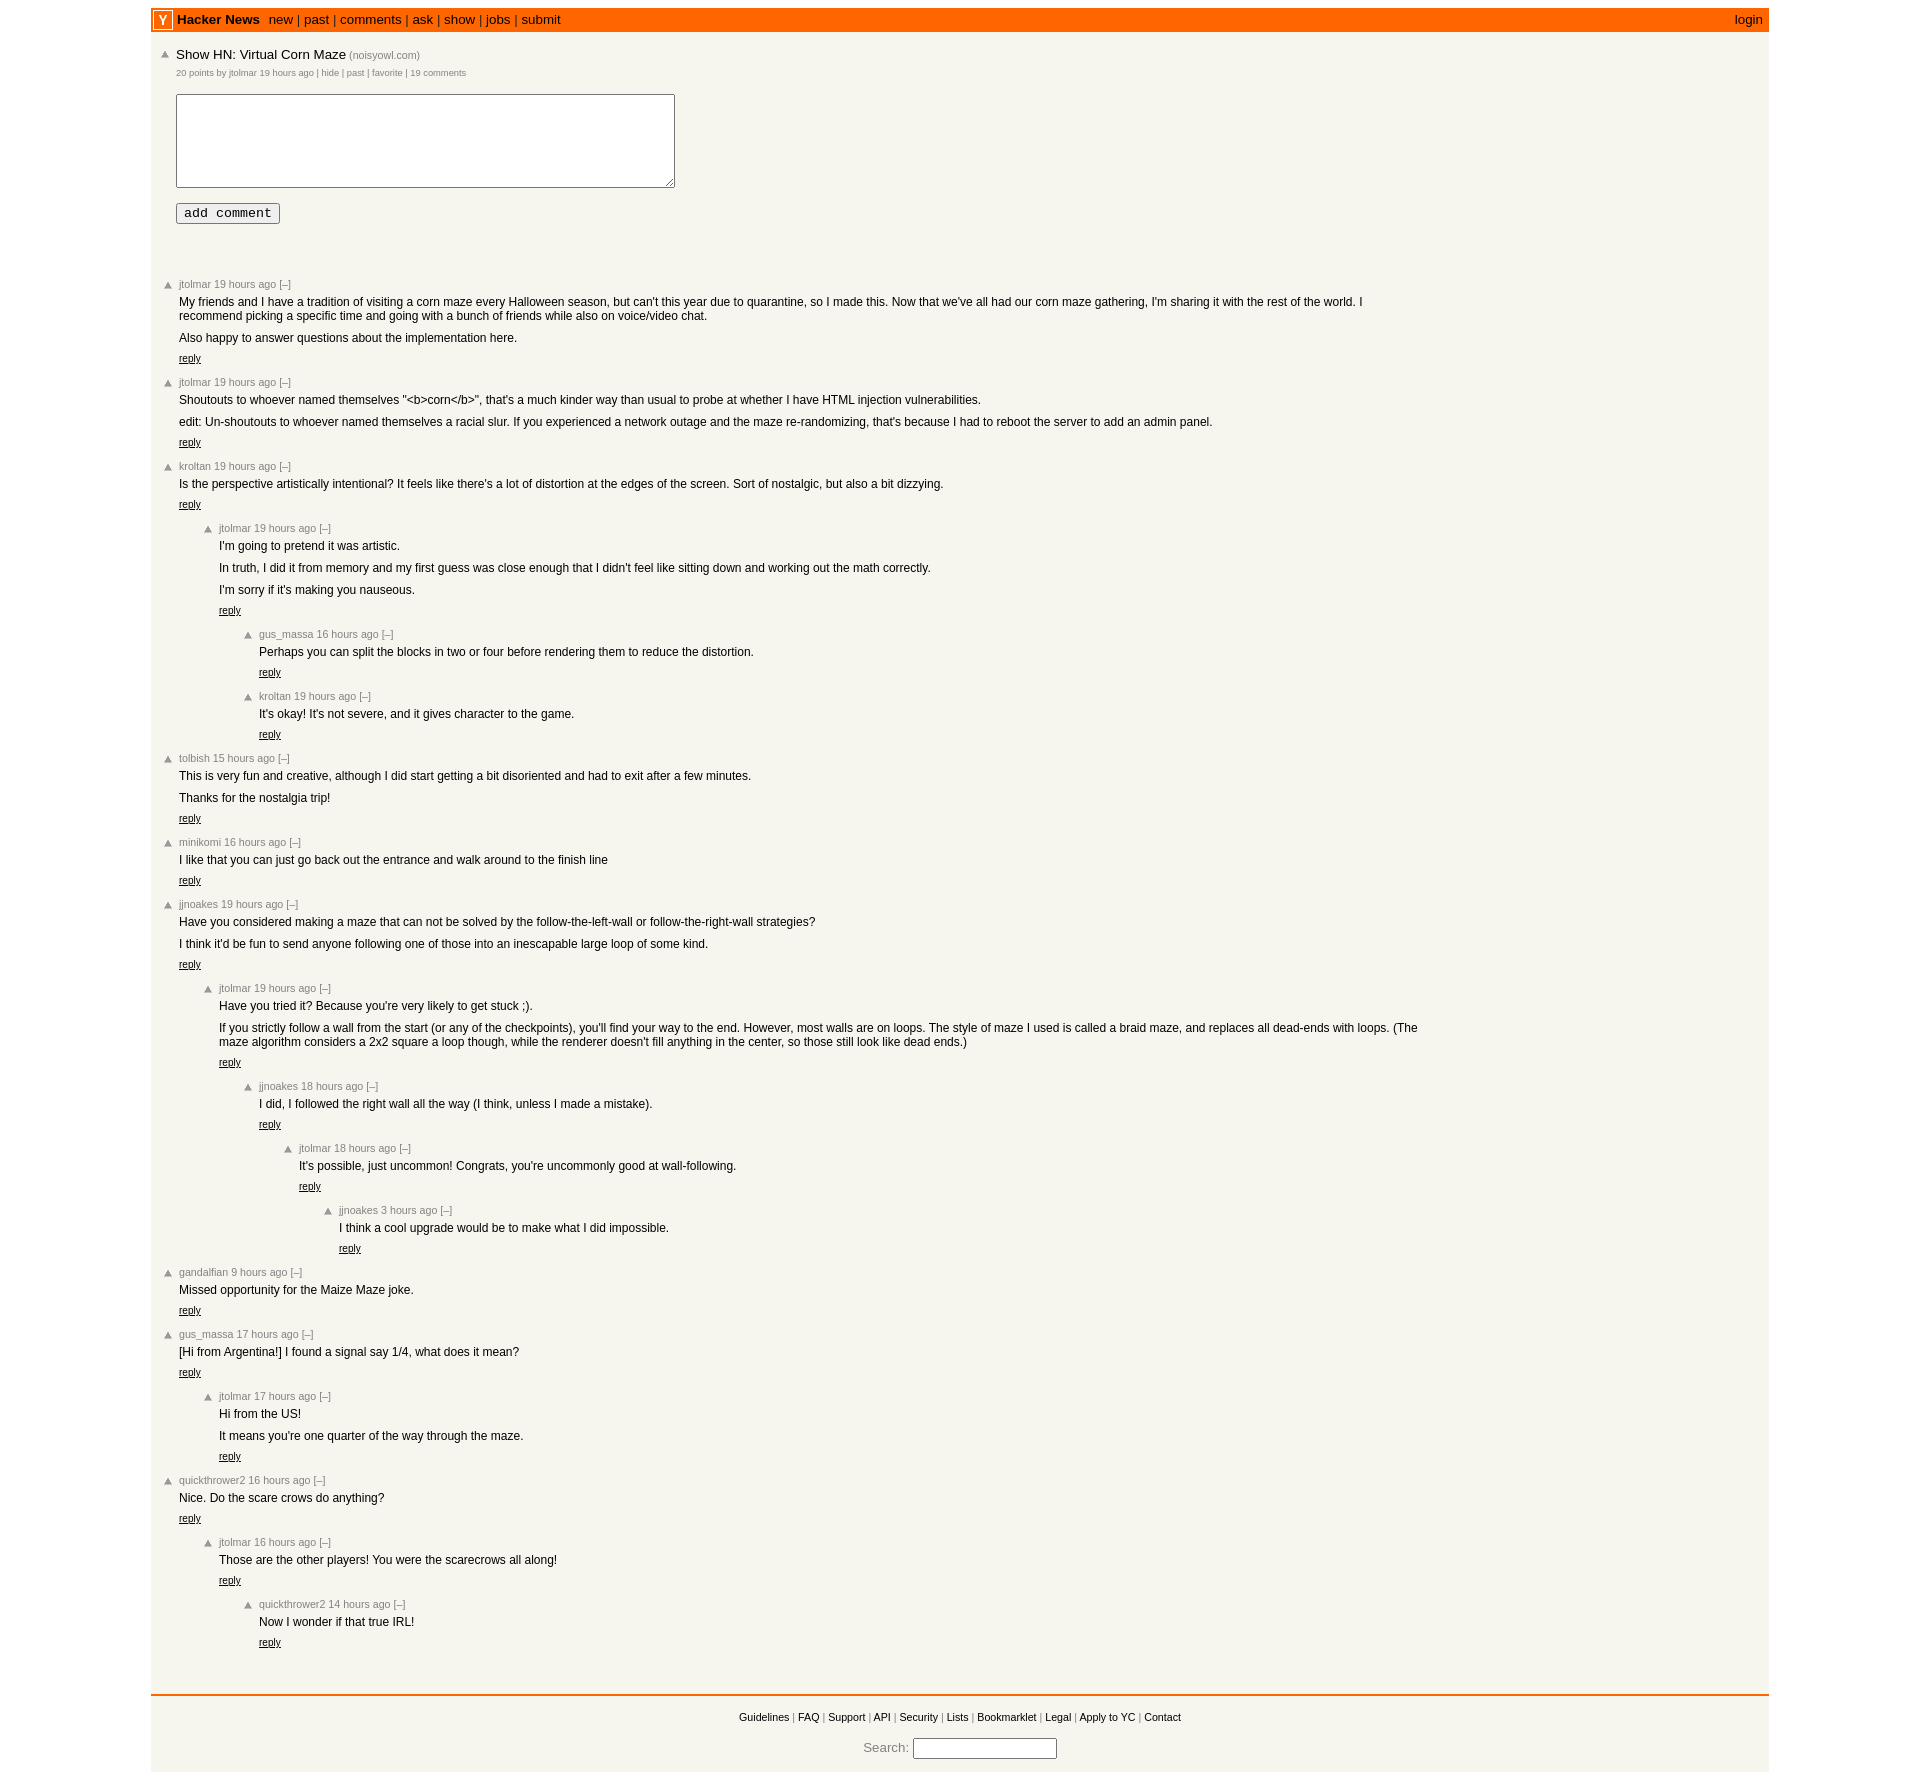 Y Hacker News new | past | comments | ask | show | jobs | submit login
Show HN: Virtual Corn Maze (noisyowl.com)
20 points by jtolmar 19 hours ago | hide | past | favorite | 19 comments
add comment
jtolmar 19 hours ago [–]
My friends and I have a tradition of visiting a corn maze every Halloween season, but can't this year due to quarantine, so I made this. Now that we've all had our corn maze gathering, I'm sharing it with the rest of the world. I
recommend picking a specific time and going with a bunch of friends while also on voice/video chat.
Also happy to answer questions about the implementation here.
reply
jtolmar 19 hours ago [–]
Shoutouts to whoever named themselves "<b>corn</b>", that's a much kinder way than usual to probe at whether I have HTML injection vulnerabilities.
edit: Un-shoutouts to whoever named themselves a racial slur. If you experienced a network outage and the maze re-randomizing, that's because I had to reboot the server to add an admin panel.
reply
kroltan 19 hours ago [–]
Is the perspective artistically intentional? It feels like there's a lot of distortion at the edges of the screen. Sort of nostalgic, but also a bit dizzying.
reply
jtolmar 19 hours ago [–]
I'm going to pretend it was artistic.
In truth, I did it from memory and my first guess was close enough that I didn't feel like sitting down and working out the math correctly.
I'm sorry if it's making you nauseous.
reply
gus_massa 16 hours ago [–]
Perhaps you can split the blocks in two or four before rendering them to reduce the distortion.
reply
kroltan 19 hours ago [–]
It's okay! It's not severe, and it gives character to the game.
reply
tolbish 15 hours ago [–]
This is very fun and creative, although I did start getting a bit disoriented and had to exit after a few minutes.
Thanks for the nostalgia trip!
reply
minikomi 16 hours ago [–]
I like that you can just go back out the entrance and walk around to the finish line
reply
jjnoakes 19 hours ago [–]
Have you considered making a maze that can not be solved by the follow-the-left-wall or follow-the-right-wall strategies?
I think it'd be fun to send anyone following one of those into an inescapable large loop of some kind.
reply
jtolmar 19 hours ago [–]
Have you tried it? Because you're very likely to get stuck ;).
If you strictly follow a wall from the start (or any of the checkpoints), you'll find your way to the end. However, most walls are on loops. The style of maze I used is called a braid maze, and replaces all dead-ends with loops. (The
maze algorithm considers a 2x2 square a loop though, while the renderer doesn't fill anything in the center, so those still look like dead ends.)
reply
jjnoakes 18 hours ago [–]
I did, I followed the right wall all the way (I think, unless I made a mistake).
reply
jtolmar 18 hours ago [–]
It's possible, just uncommon! Congrats, you're uncommonly good at wall-following.
reply
jjnoakes 3 hours ago [–]
I think a cool upgrade would be to make what I did impossible.
reply
gandalfian 9 hours ago [–]
Missed opportunity for the Maize Maze joke.
reply
gus_massa 17 hours ago [–]
[Hi from Argentina!] I found a signal say 1/4, what does it mean?
reply
jtolmar 17 hours ago [–]
Hi from the US!
It means you're one quarter of the way through the maze.
reply
quickthrower2 16 hours ago [–]
Nice. Do the scare crows do anything?
reply
jtolmar 16 hours ago [–]
Those are the other players! You were the scarecrows all along!
reply
quickthrower2 14 hours ago [–]
Now I wonder if that true IRL!
reply
Guidelines | FAQ | Support | API | Security | Lists | Bookmarklet | Legal | Apply to YC | Contact
Search: